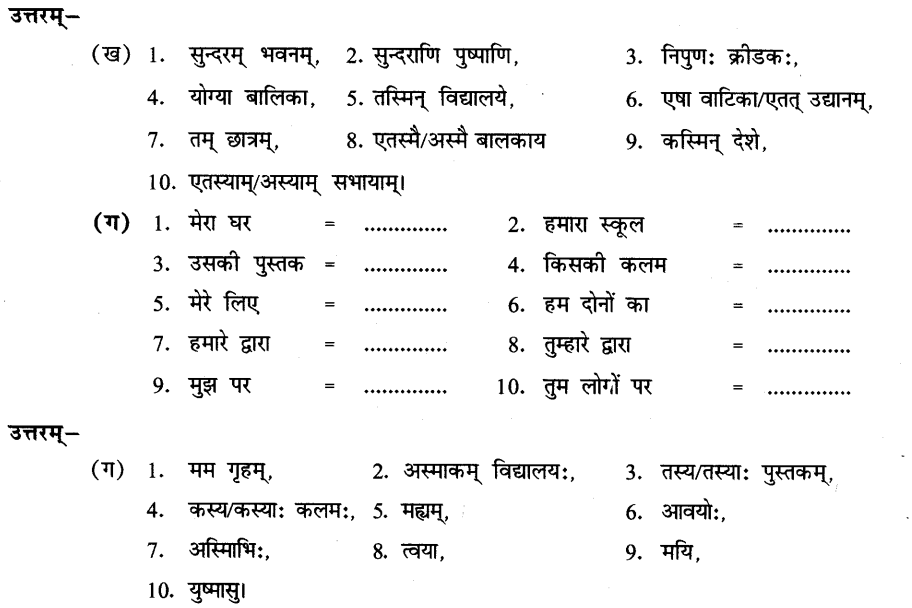 उत्तरम्–
(ख) 1. सुन्दरम् भवनम्, 2. सुन्दराणि पुष्पाणि, 3. निपुणः क्रीडकः,
4. योग्या बालिका, 5. तस्मिन् विद्यालये, 6. एषा वाटिका/एतत् उद्यानम्,
7. तम् छात्रम्, 8. एतस्मै/अस्मै बालकाय 9. कस्मिन् देशे,
10. एतस्याम्/अस्याम् सभायाम्।
(ग) 1. मेरा घर = .............. 2. हमारा स्कूल = ..............
3. उसकी पुस्तक = .............. 4. किसकी कलम = ..............
5. मेरे लिए = .............. 6. हम दोनों का = ..............
7. हमारे द्वारा = .............. 8. तुम्हारे द्वारा = ..............
9. मुझ पर = .............. 10. तुम लोगों पर = ..............
उत्तरम्–
(ग) 1. मम गृहम्, 2. अस्माकम् विद्यालयः, 3. तस्य/तस्याः पुस्तकम्,
4. कस्य/कस्याः कलमः, 5. मह्यम्, 6. आवयोः,
7. अस्मिाभिः, 8. त्वया, 9. मयि,
10. युष्मासु।